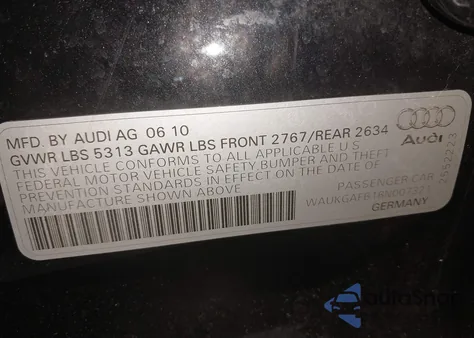 MFD. BY AUDI AG 06 10
GVWR LBS 5313 GAWR LBS FRONT 2767/REAR 2634
THIS VEHICLE CONFORMS TO ALL APPLICABLE U S
FEDERAL MOTOR VEHICLE SAFETY BUMPER AND THEFT
PREVENTION STANDARDS IN EFFECT ON THE DATE OF
MANUFACTURE SHOWN ABOVE
PASSENGER CAR
WAUKGAFB1BN007321
GERMANY
Audi
2552323